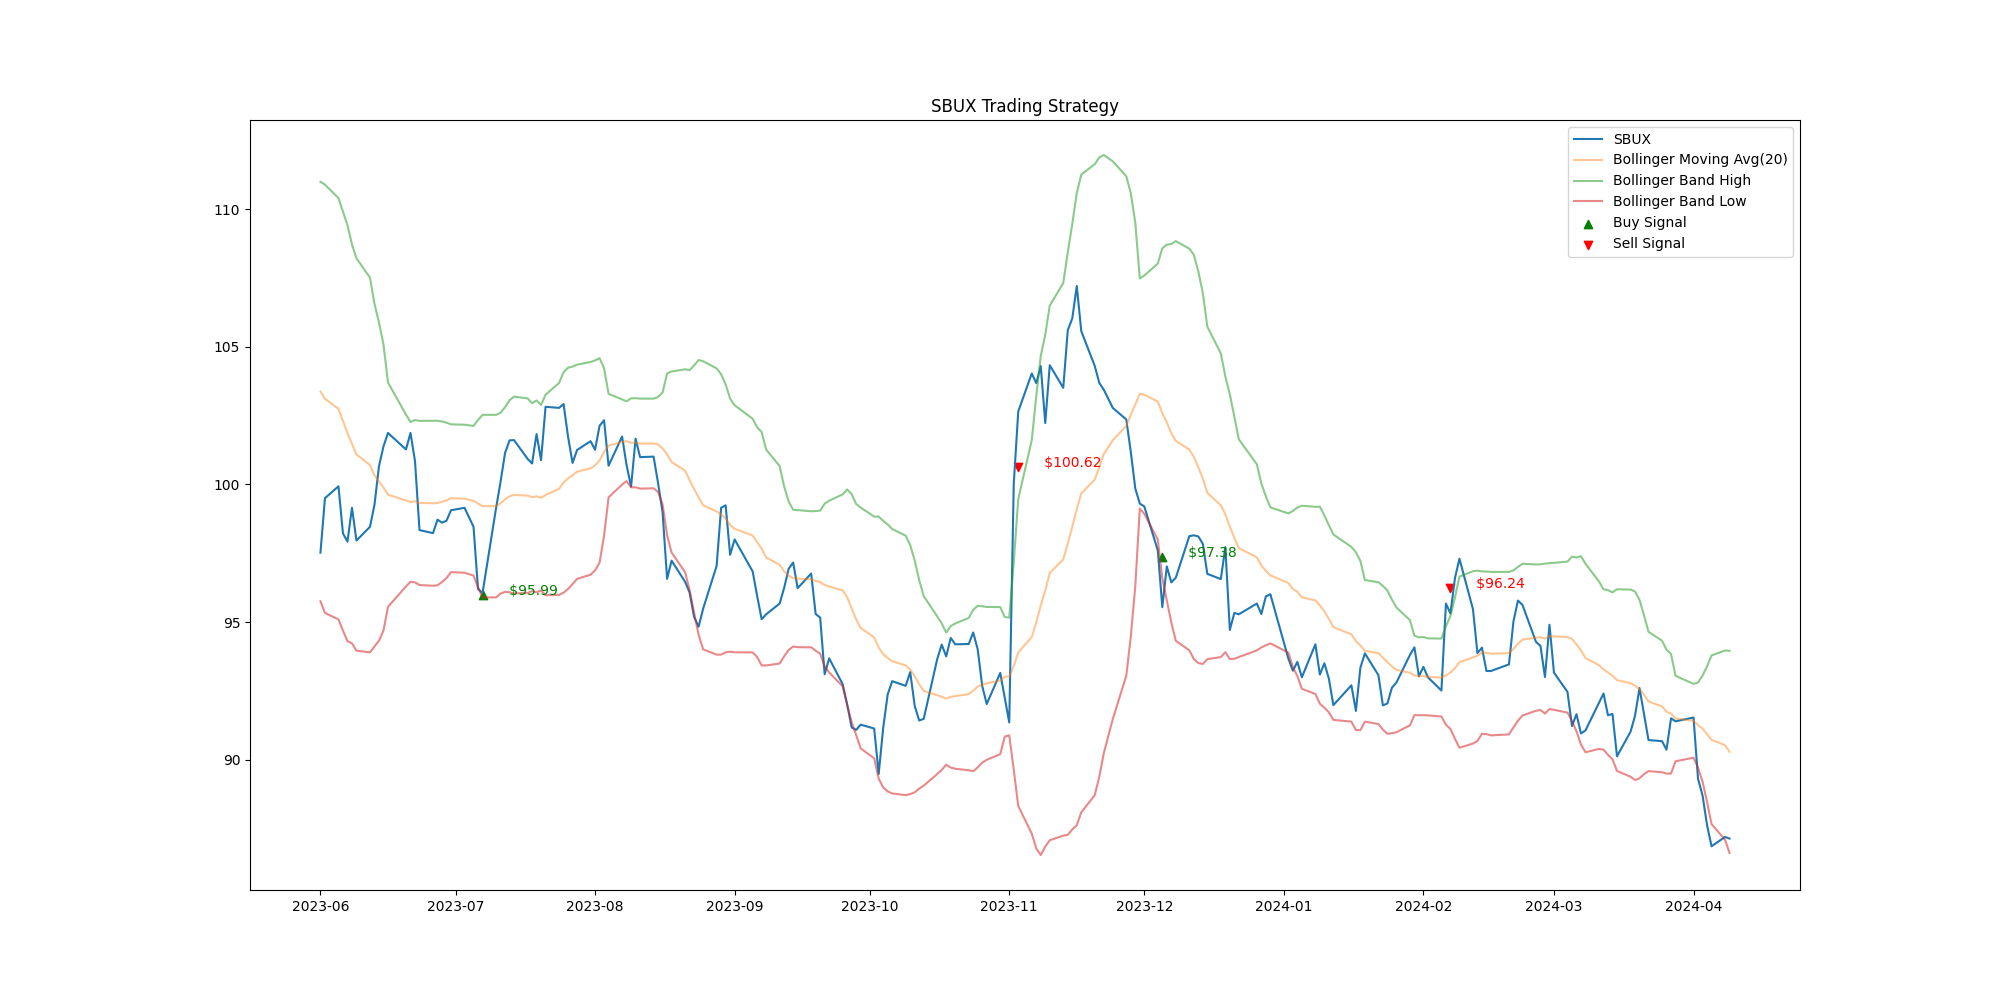 SBUX Trading Strategy
SBUX
Bollinger Moving Avg(20)
Bollinger Band High
Bollinger Band Low
Buy Signal
Sell Signal
110
105
100
95
90
$100.62
$97.38
$96.24
$95.99
2023-06 2023-07 2023-08 2023-09 2023-10 2023-11 2023-12 2024-01 2024-02 2024-03 2024-04